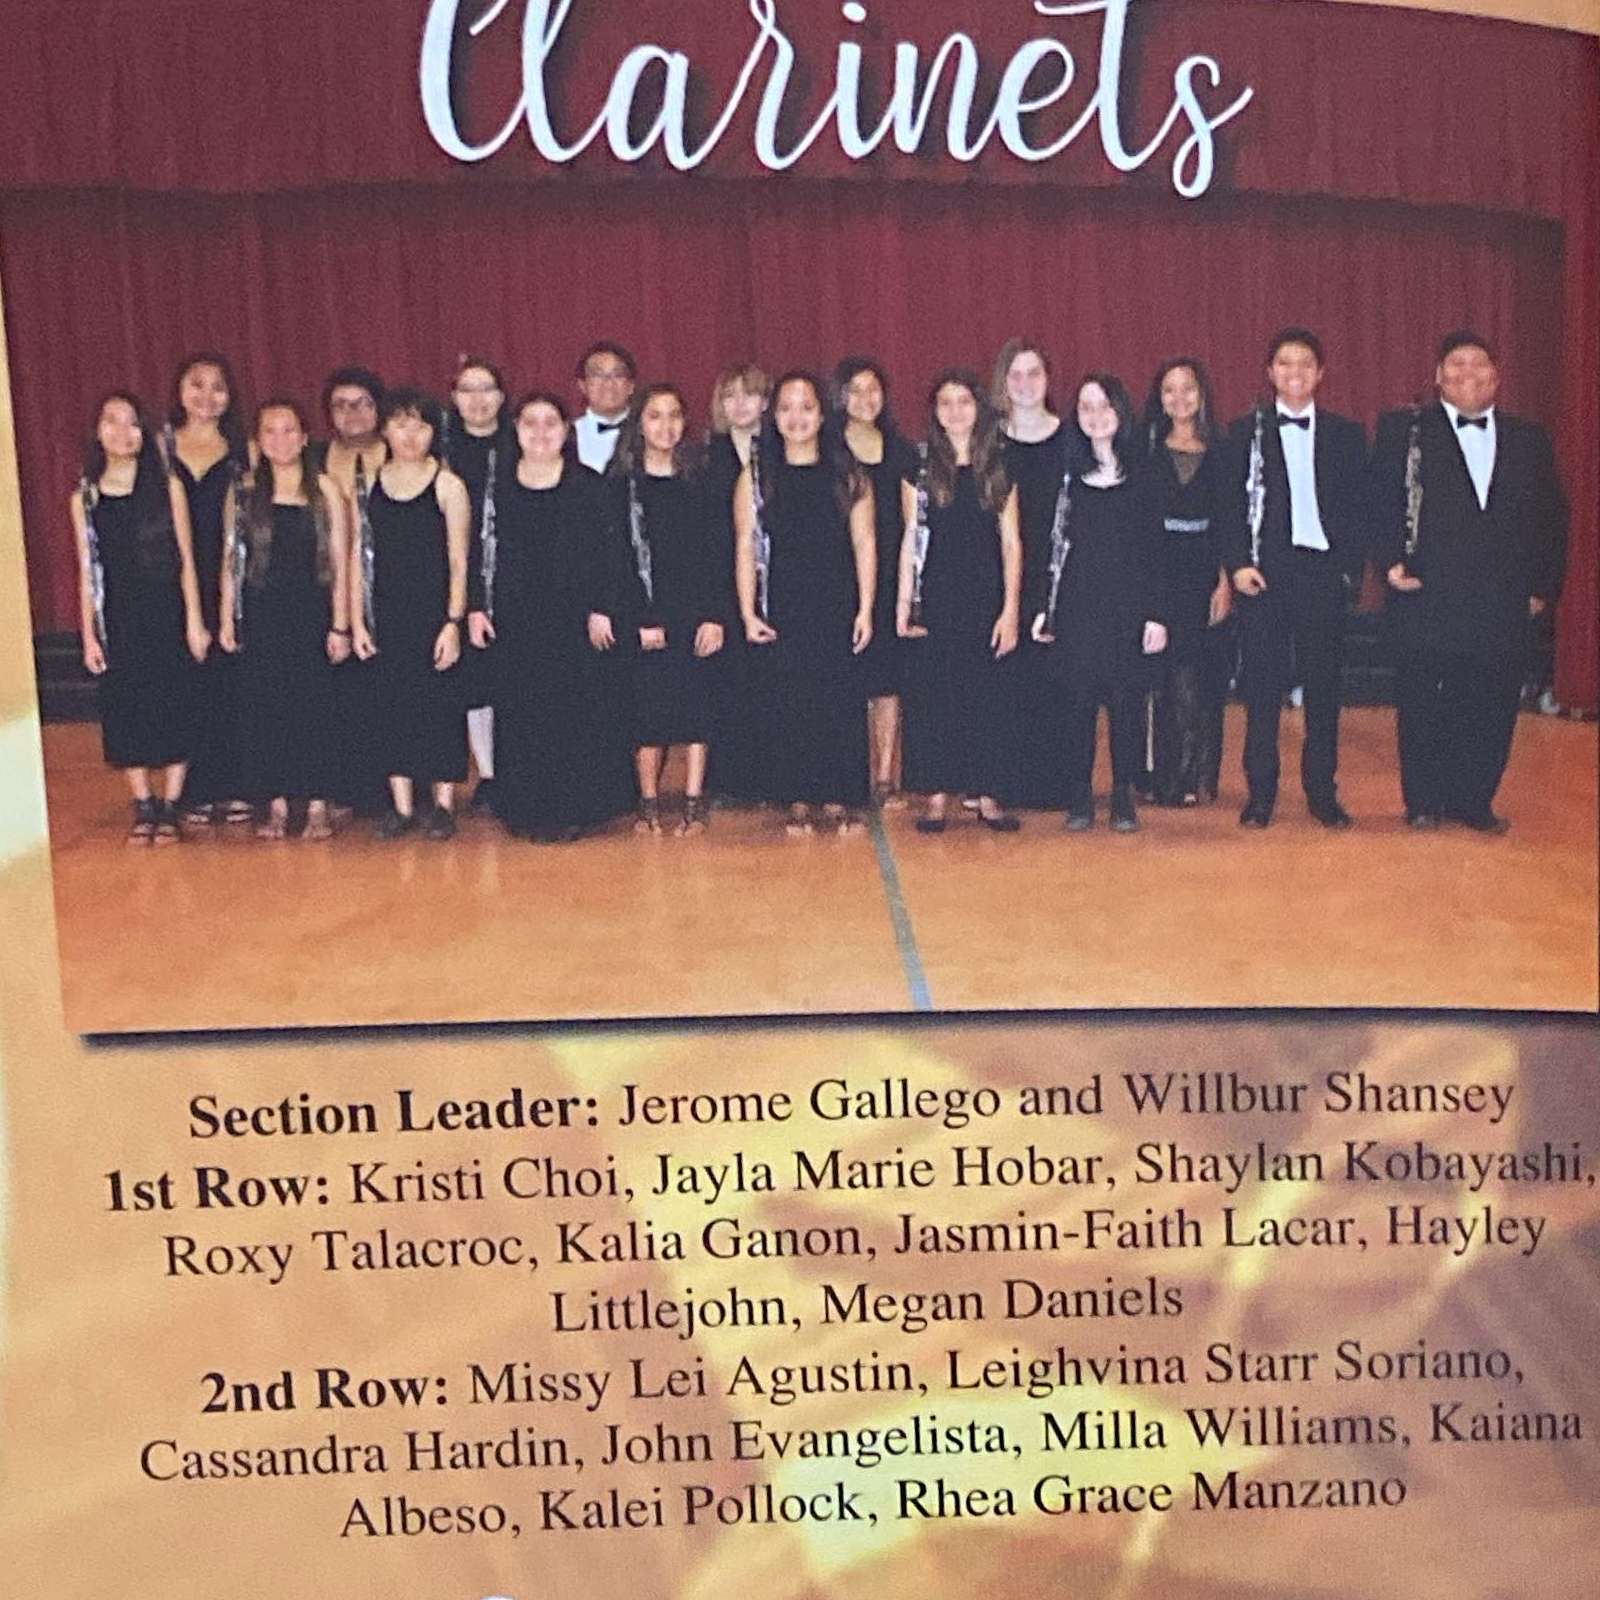 Clarinets
Section Leader: Jerome Gallego and Willbur Shansey
1st Row: Kristi Choi, Jayla Marie Hobar, Shaylan Kobayashi,
Roxy Talacroc, Kalia Ganon, Jasmin-Faith Lacar, Hayley
Littlejohn, Megan Daniels
2nd Row: Missy Lei Agustin, Leighvina Starr Soriano,
Cassandra Hardin, John Evangelista, Milla Williams, Kaiana
Albeso, Kalei Pollock, Rhea Grace Manzano